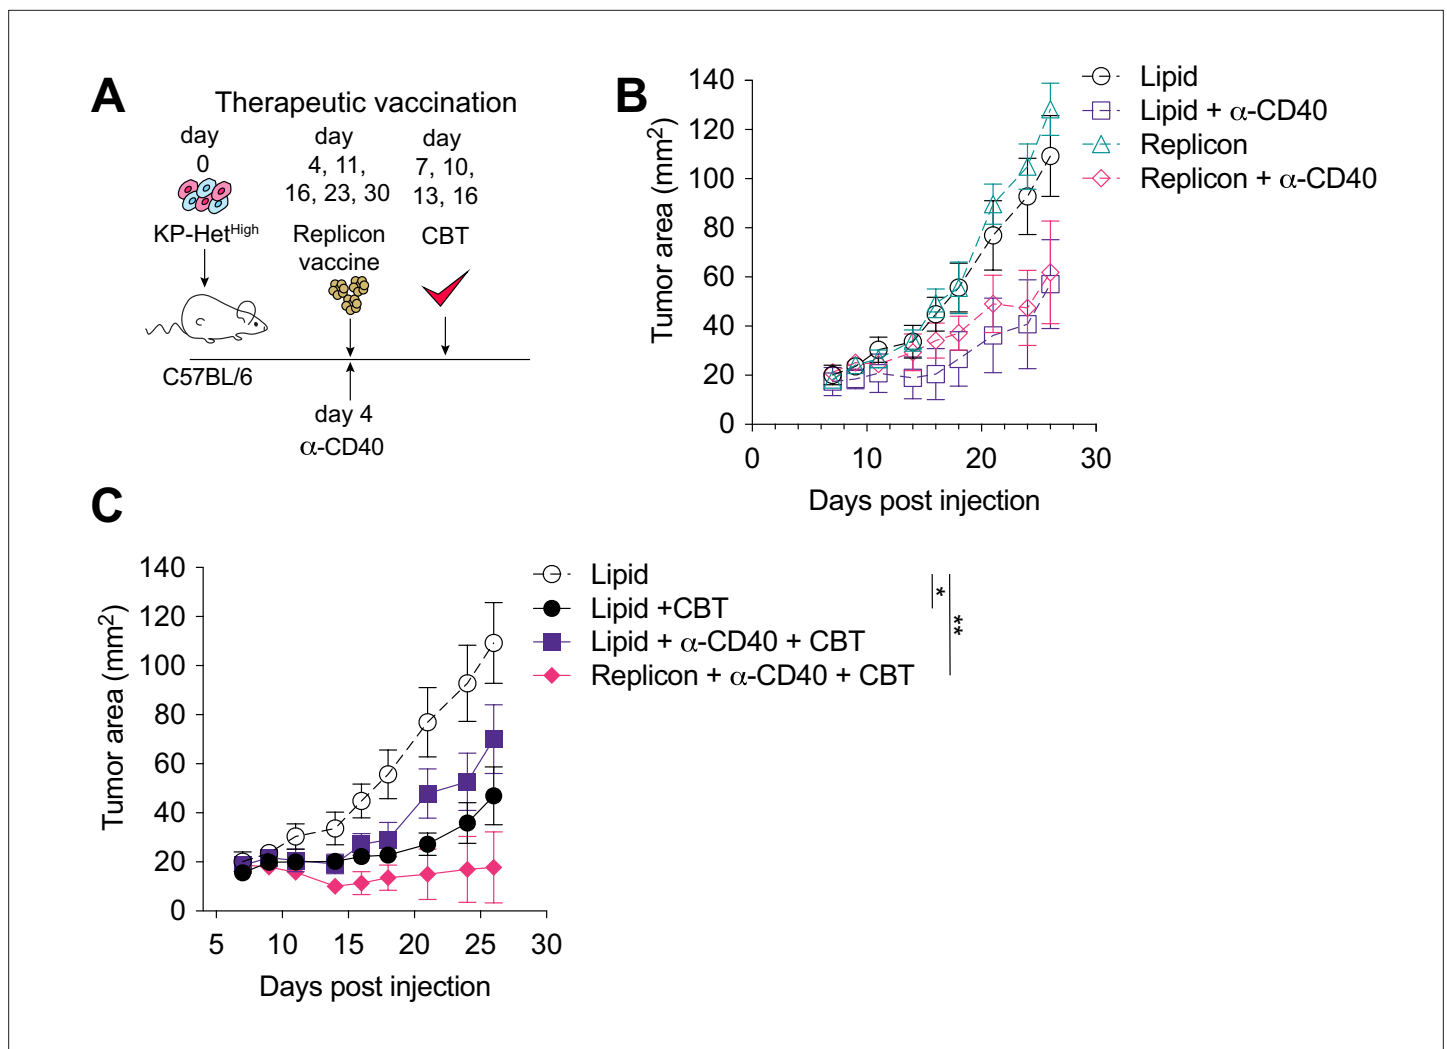 A
Therapeutic vaccination
day
0
day
4, 11,
16, 23, 30
day
7, 10,
13, 16
KP-Het^High
Replicon
vaccine
CBT
C57BL/6
day 4
α-CD40
B
Tumor area (mm²)
140
120
100
80
60
40
20
0
0 10 20 30
Days post injection
Lipid
Lipid + α-CD40
Replicon
Replicon + α-CD40
C
Tumor area (mm²)
140
120
100
80
60
40
20
0
5 10 15 20 25 30
Days post injection
Lipid
Lipid +CBT
Lipid + α-CD40 + CBT
Replicon + α-CD40 + CBT
*
**